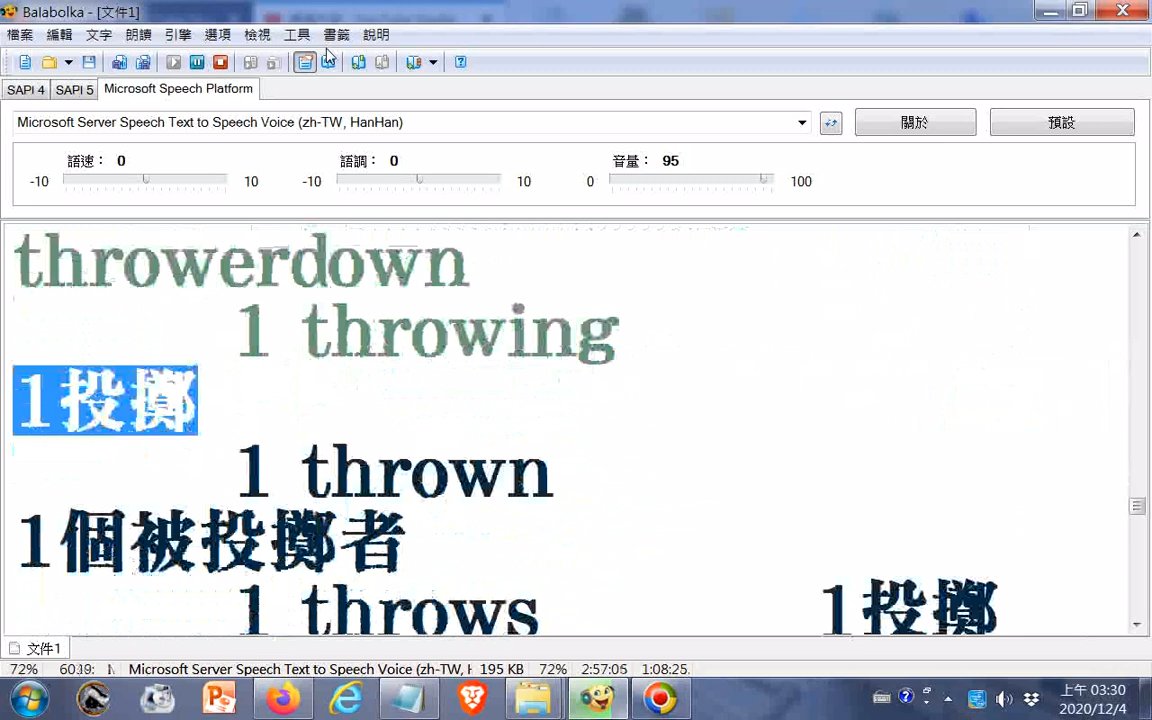 Balabolka - [文件1]
檔案 編輯 文字 朗讀 引擎 選項 檢視 工具 書籤 說明
SAPI 4 SAPI 5 Microsoft Speech Platform
Microsoft Server Speech Text to Speech Voice (zh-TW, HanHan) 關於 預設
語速： 0 語調： 0 音量： 95
-10 10 -10 10 0 100
throwerdown
1 throwing
1投擲
1 thrown
1個被投擲者
1 throws 1投擲
文件1
72% Microsoft Server Speech Text to Speech Voice (zh-TW, H 195 KB 72% 2:57:06 1:08:25
上午 03:30
2020/12/4